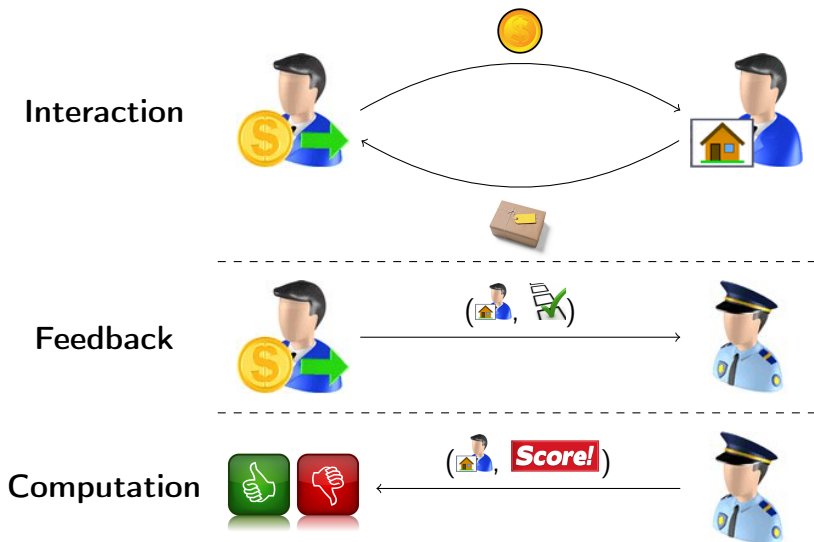 Interaction
$
Feedback
$
( , )
Computation
( , Score! )